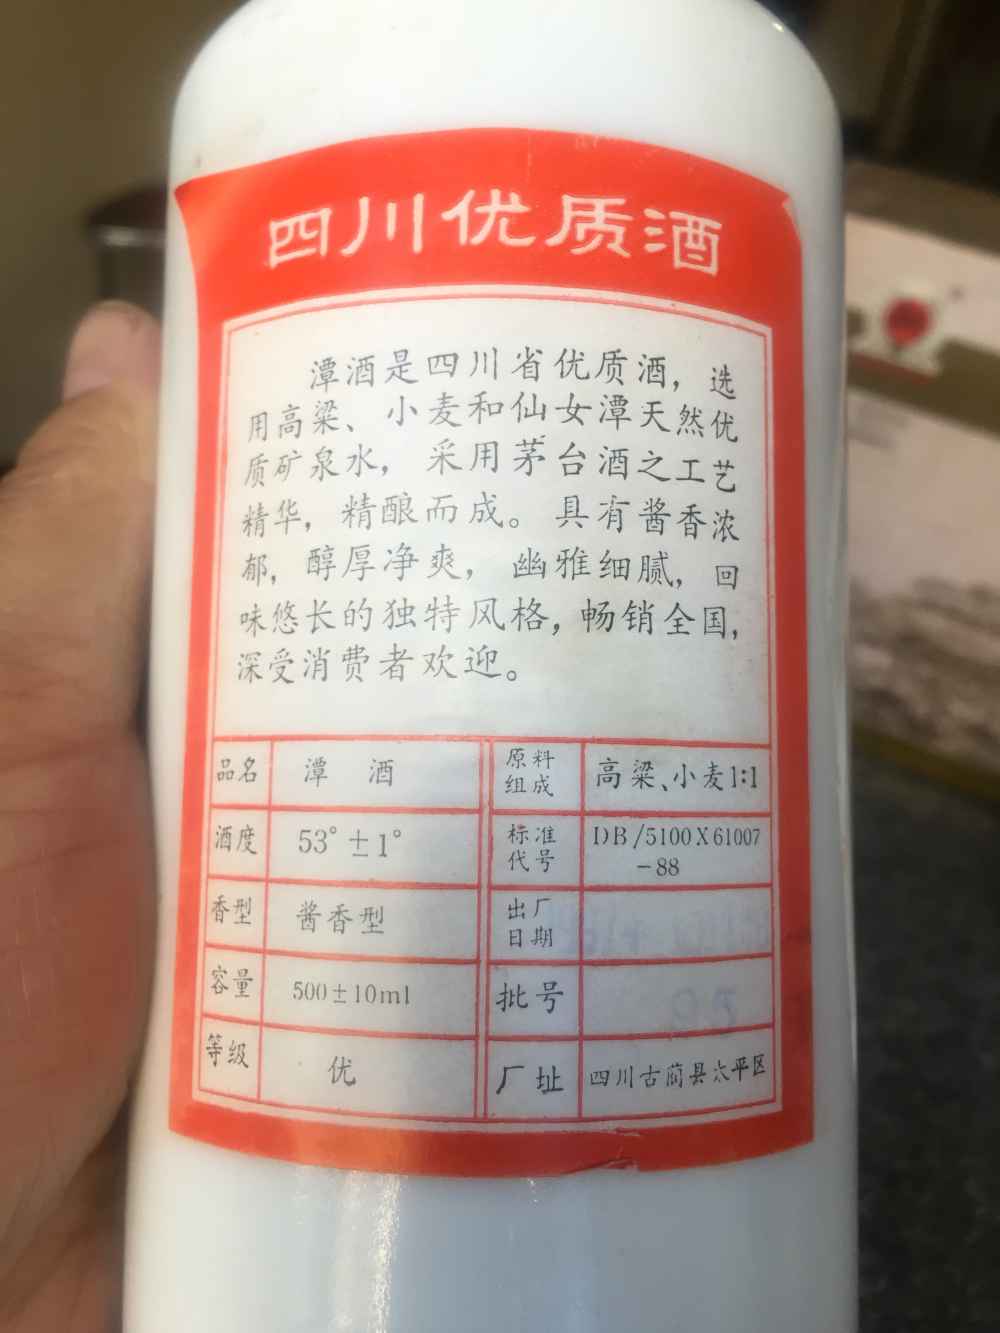 四川优质酒
潭酒是四川省优质酒，选
用高粱、小麦和仙女潭天然优
质矿泉水，采用茅台酒之工艺
精华，精酿而成。具有酱香浓
郁，醇厚净爽，幽雅细腻，回
味悠长的独特风格，畅销全国，
深受消费者欢迎。
品名 潭酒 原料组成 高粱、小麦1:1
酒度 53°±1° 标准代号 DB/5100X61007-88
香型 酱香型 出厂日期
容量 500±10ml 批号
等级 优 厂址 四川古蔺县太平区